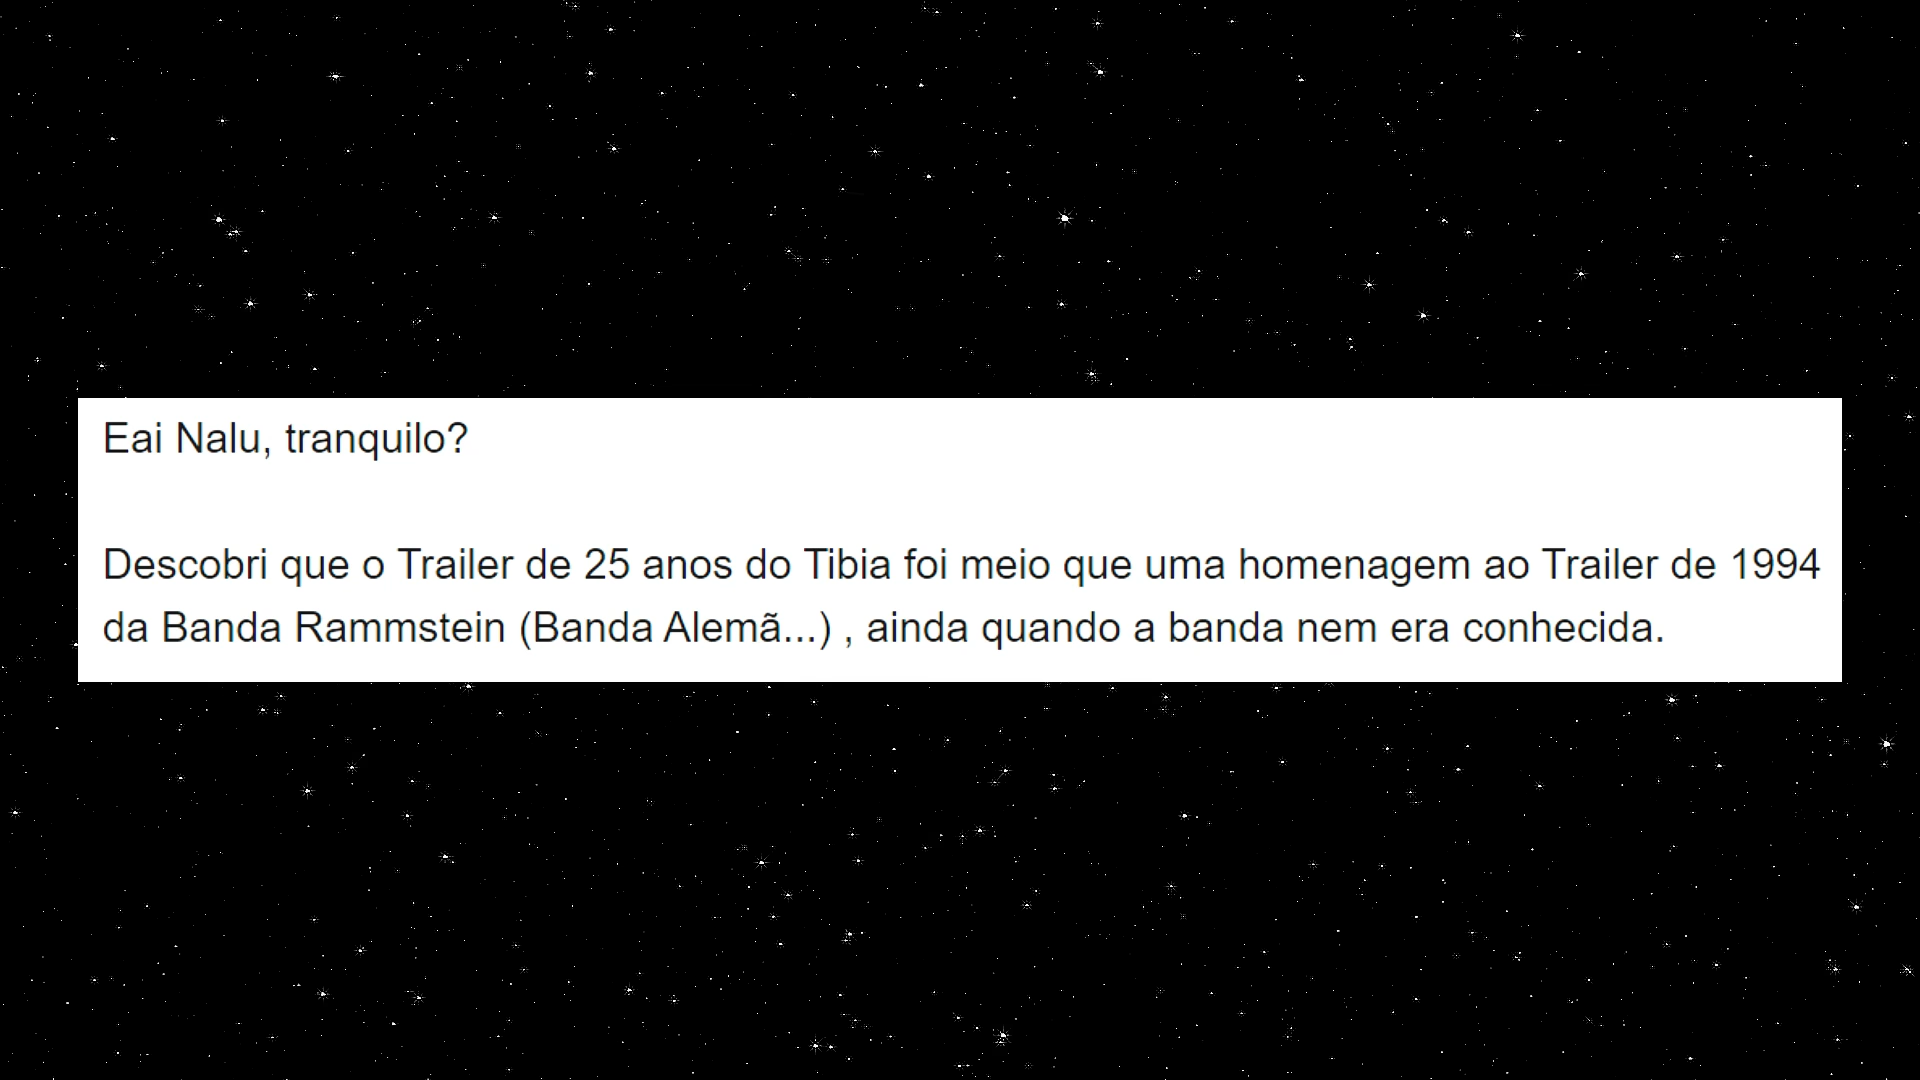 Eai Nalu, tranquilo?
Descobri que o Trailer de 25 anos do Tibia foi meio que uma homenagem ao Trailer de 1994
da Banda Rammstein (Banda Alemã...) , ainda quando a banda nem era conhecida.